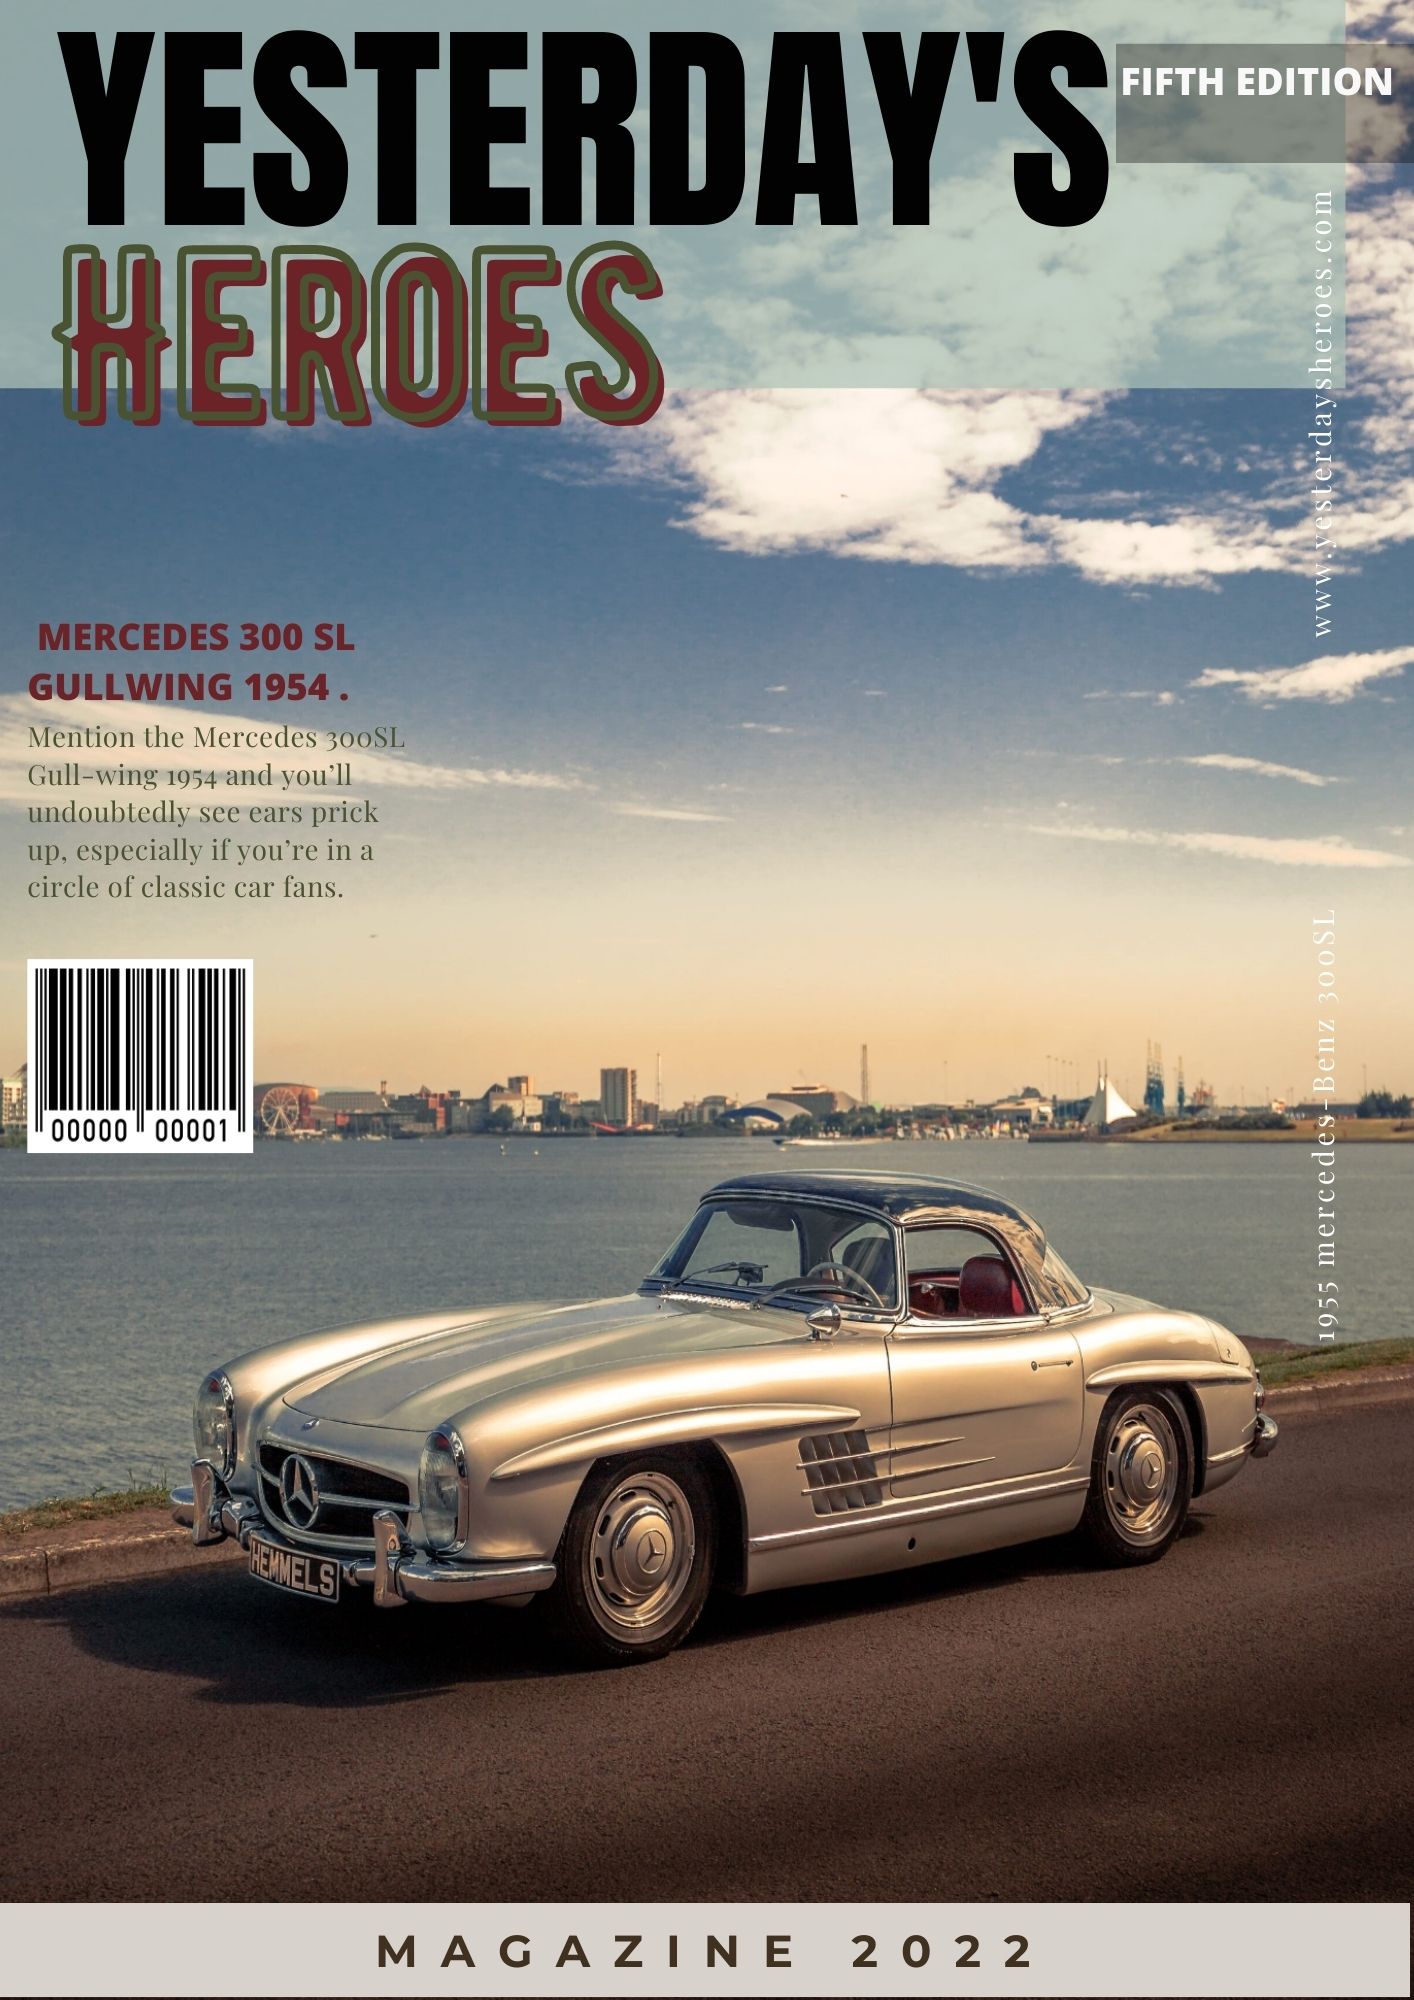 YESTERDAY'S
FIFTH EDITION
HEROES
www.yesterdaysheroes.com
MERCEDES 300 SL
GULLWING 1954 .
Mention the Mercedes 300SL
Gull-wing 1954 and you’ll
undoubtedly see ears prick
up, especially if you’re in a
circle of classic car fans.
00000 00001
1955 mercedes-Benz 300SL
HEMMELS
MAGAZINE 2022